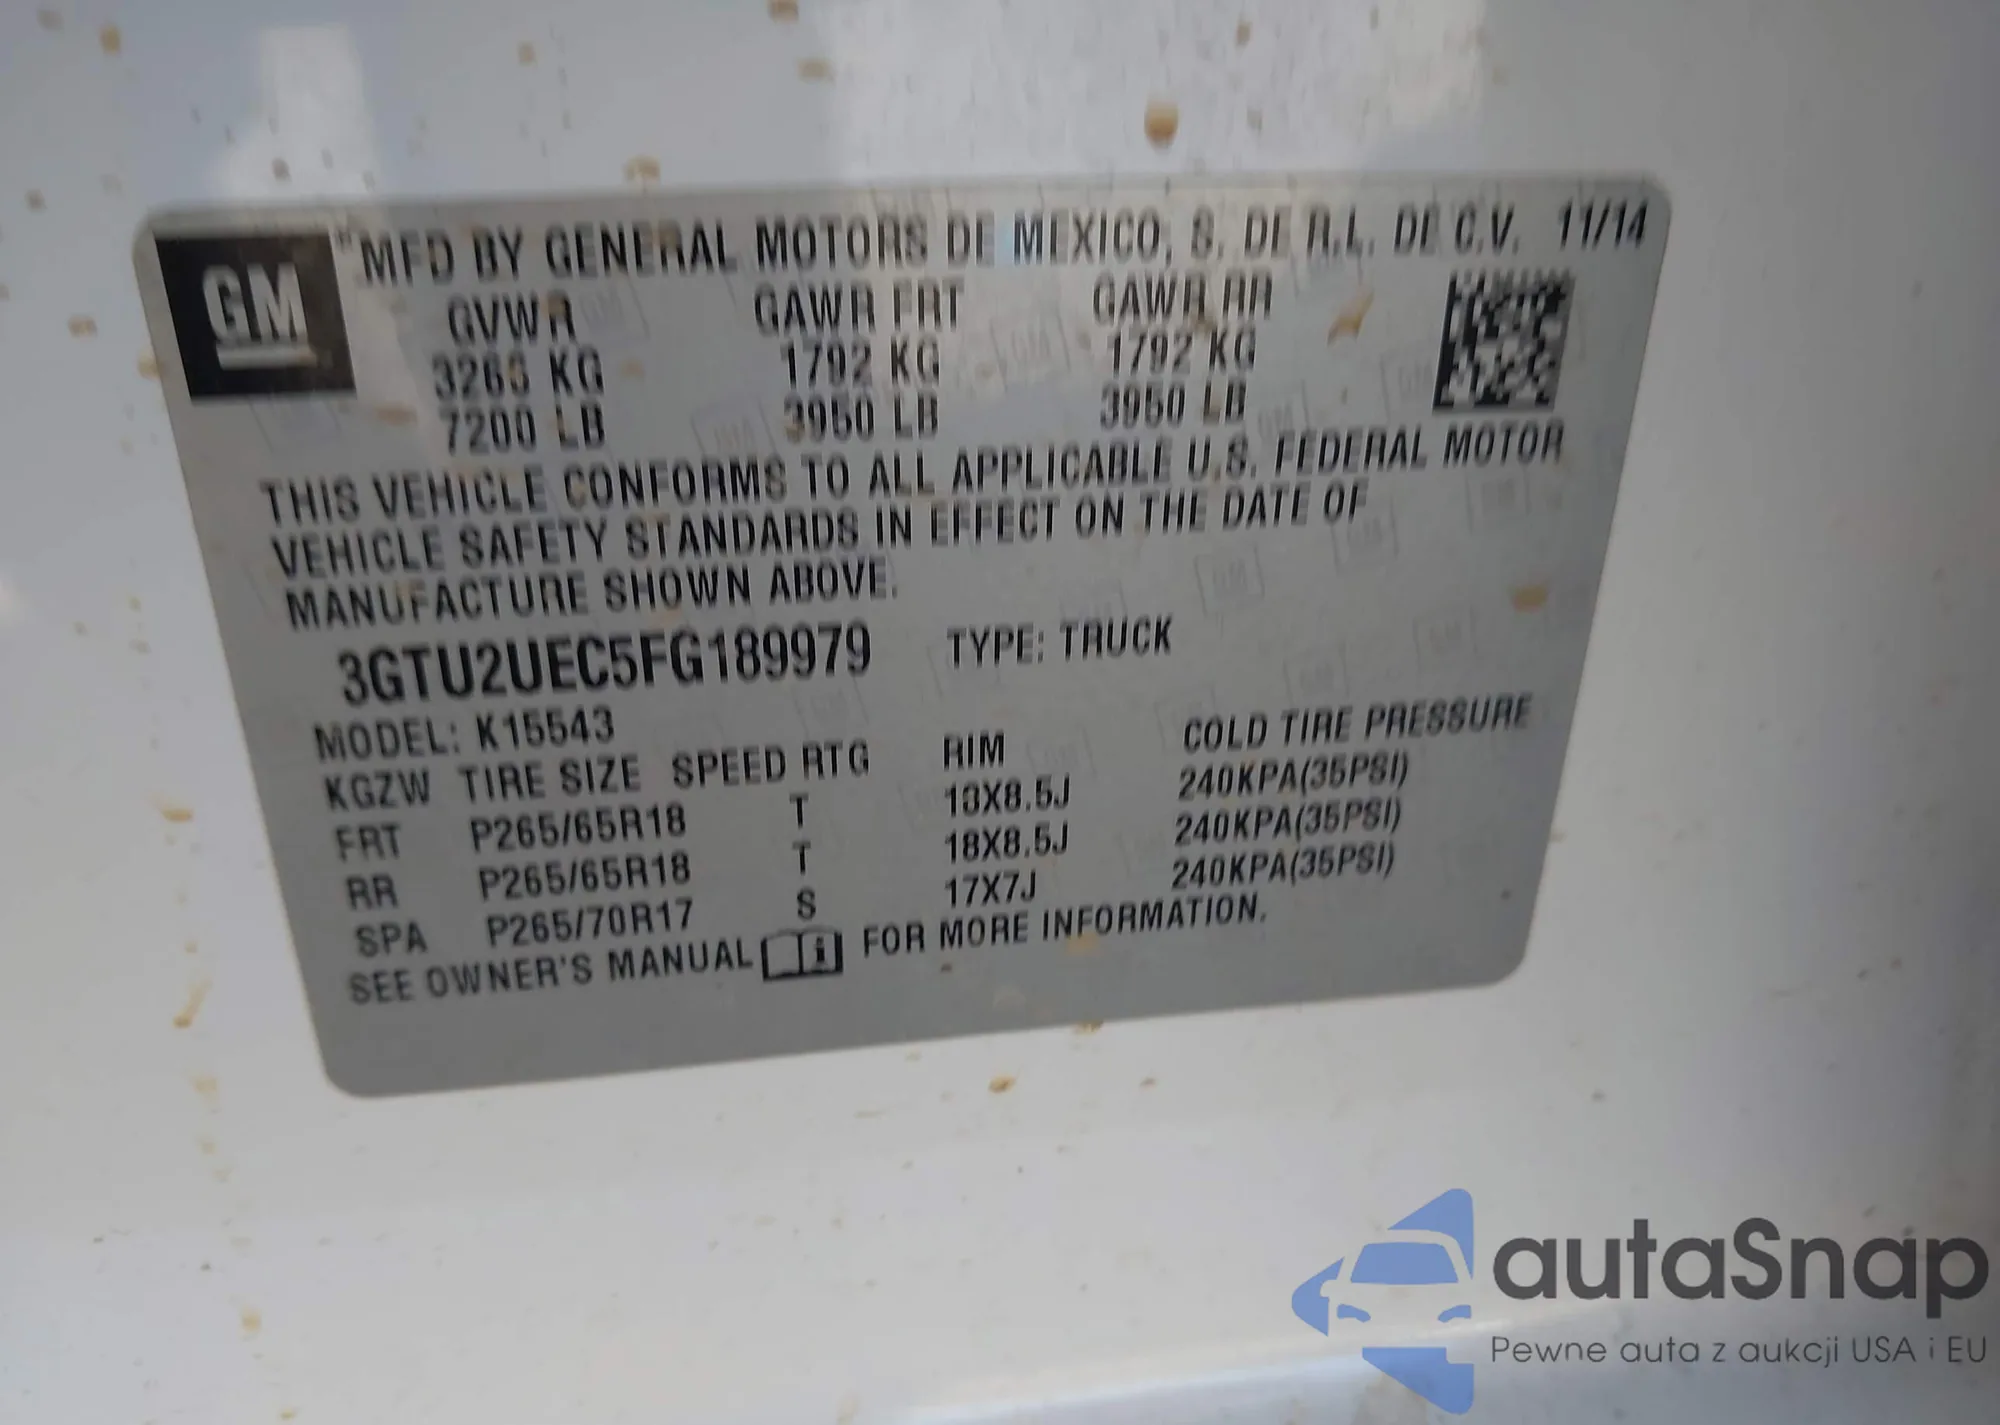 GM
MFD BY GENERAL MOTORS DE MEXICO, S. DE R.L. DE C.V. 11/14
GVWR GAWR FRT GAWR RR
3266 KG 1792 KG 1792 KG
7200 LB 3950 LB 3950 LB
THIS VEHICLE CONFORMS TO ALL APPLICABLE U.S. FEDERAL MOTOR
VEHICLE SAFETY STANDARDS IN EFFECT ON THE DATE OF
MANUFACTURE SHOWN ABOVE.
3GTU2UEC5FG189979 TYPE: TRUCK
MODEL: K15543
KGZW TIRE SIZE SPEED RTG RIM COLD TIRE PRESSURE
FRT P265/65R18 T 18X8.5J 240KPA(35PSI)
RR P265/65R18 T 18X8.5J 240KPA(35PSI)
SPA P265/70R17 S 17X7J 240KPA(35PSI)
SEE OWNER'S MANUAL FOR MORE INFORMATION.
autaSnap
Pewne auta z aukcji USA i EU